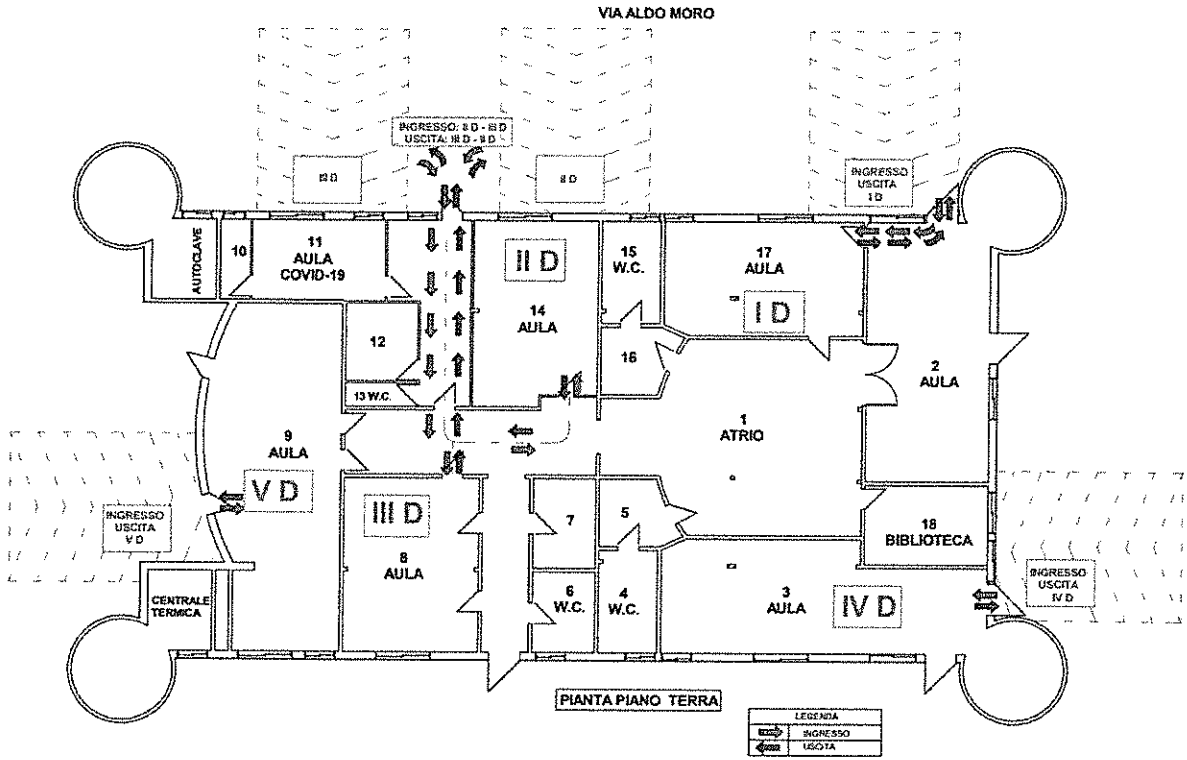 VIA ALDO MORO
INGRESSO: II D - III D
USCITA: III D - II D
III D
II D
INGRESSO
USCITA
I D
AUTOCLAVE
10
11
AULA
COVID-19
II D
14
AULA
15
W.C.
17
AULA
I D
12
16
2
AULA
13 W.C.
1
ATRIO
9
AULA
V D
INGRESSO
USCITA
V D
III D
8
AULA
7
5
18
BIBLIOTECA
6
W.C.
4
W.C.
3
AULA
IV D
INGRESSO
USCITA
IV D
CENTRALE
TERMICA
PIANTA PIANO TERRA
LEGENDA
INGRESSO
USCITA